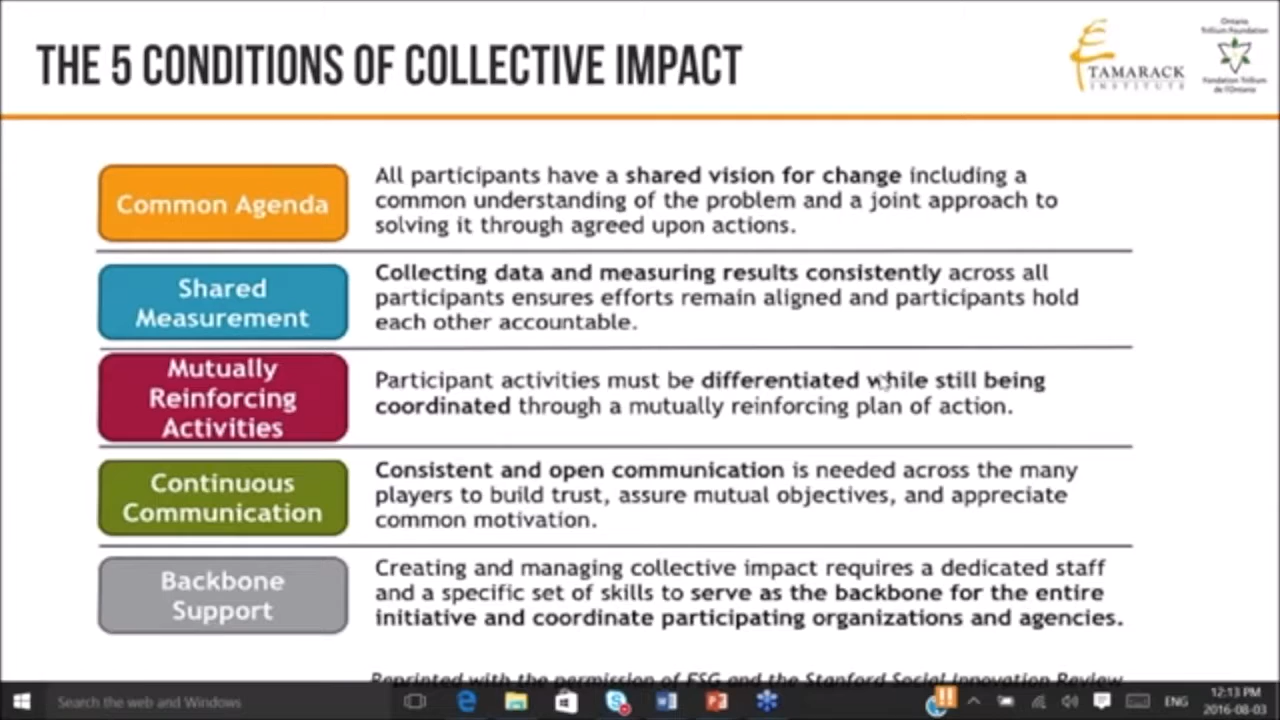 THE 5 CONDITIONS OF COLLECTIVE IMPACT
TAMARACK
INSTITUTE
Ontario
Trillium Foundation
Fondation Trillium
de l'Ontario
Common Agenda
All participants have a shared vision for change including a
common understanding of the problem and a joint approach to
solving it through agreed upon actions.
Shared
Measurement
Collecting data and measuring results consistently across all
participants ensures efforts remain aligned and participants hold
each other accountable.
Mutually
Reinforcing
Activities
Participant activities must be differentiated while still being
coordinated through a mutually reinforcing plan of action.
Continuous
Communication
Consistent and open communication is needed across the many
players to build trust, assure mutual objectives, and appreciate
common motivation.
Backbone
Support
Creating and managing collective impact requires a dedicated staff
and a specific set of skills to serve as the backbone for the entire
initiative and coordinate participating organizations and agencies.
Reprinted with the permission of FSG and the Stanford Social Innovation Review
Search the web and Windows
ENG
12:13 PM
2016-08-03